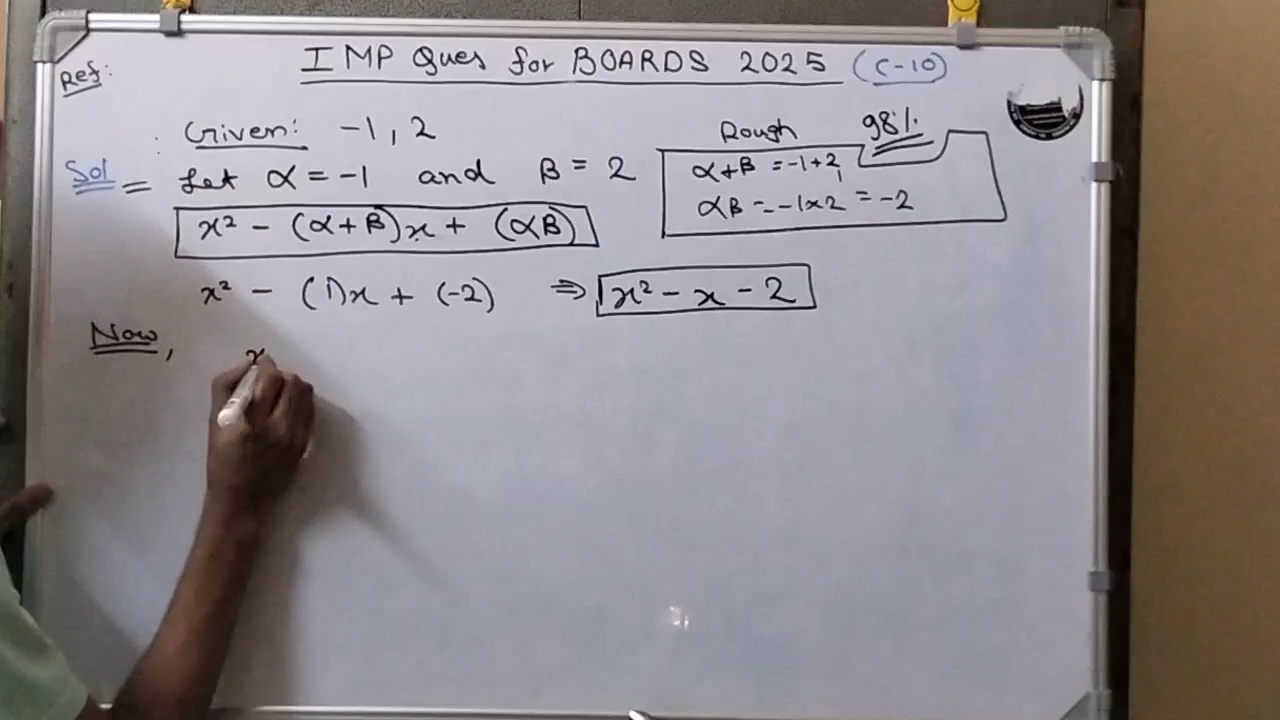 IMP Ques for BOARDS 2025 (C-10)
Ref:
Given: -1, 2
Sol = Let α = -1 and β = 2
x² - (α+β)x + (αβ)
x² - (1)x + (-2) ⇒ x² - x - 2
Now, x
Rough 98%
α+β = -1+2
αβ = -1×2 = -2